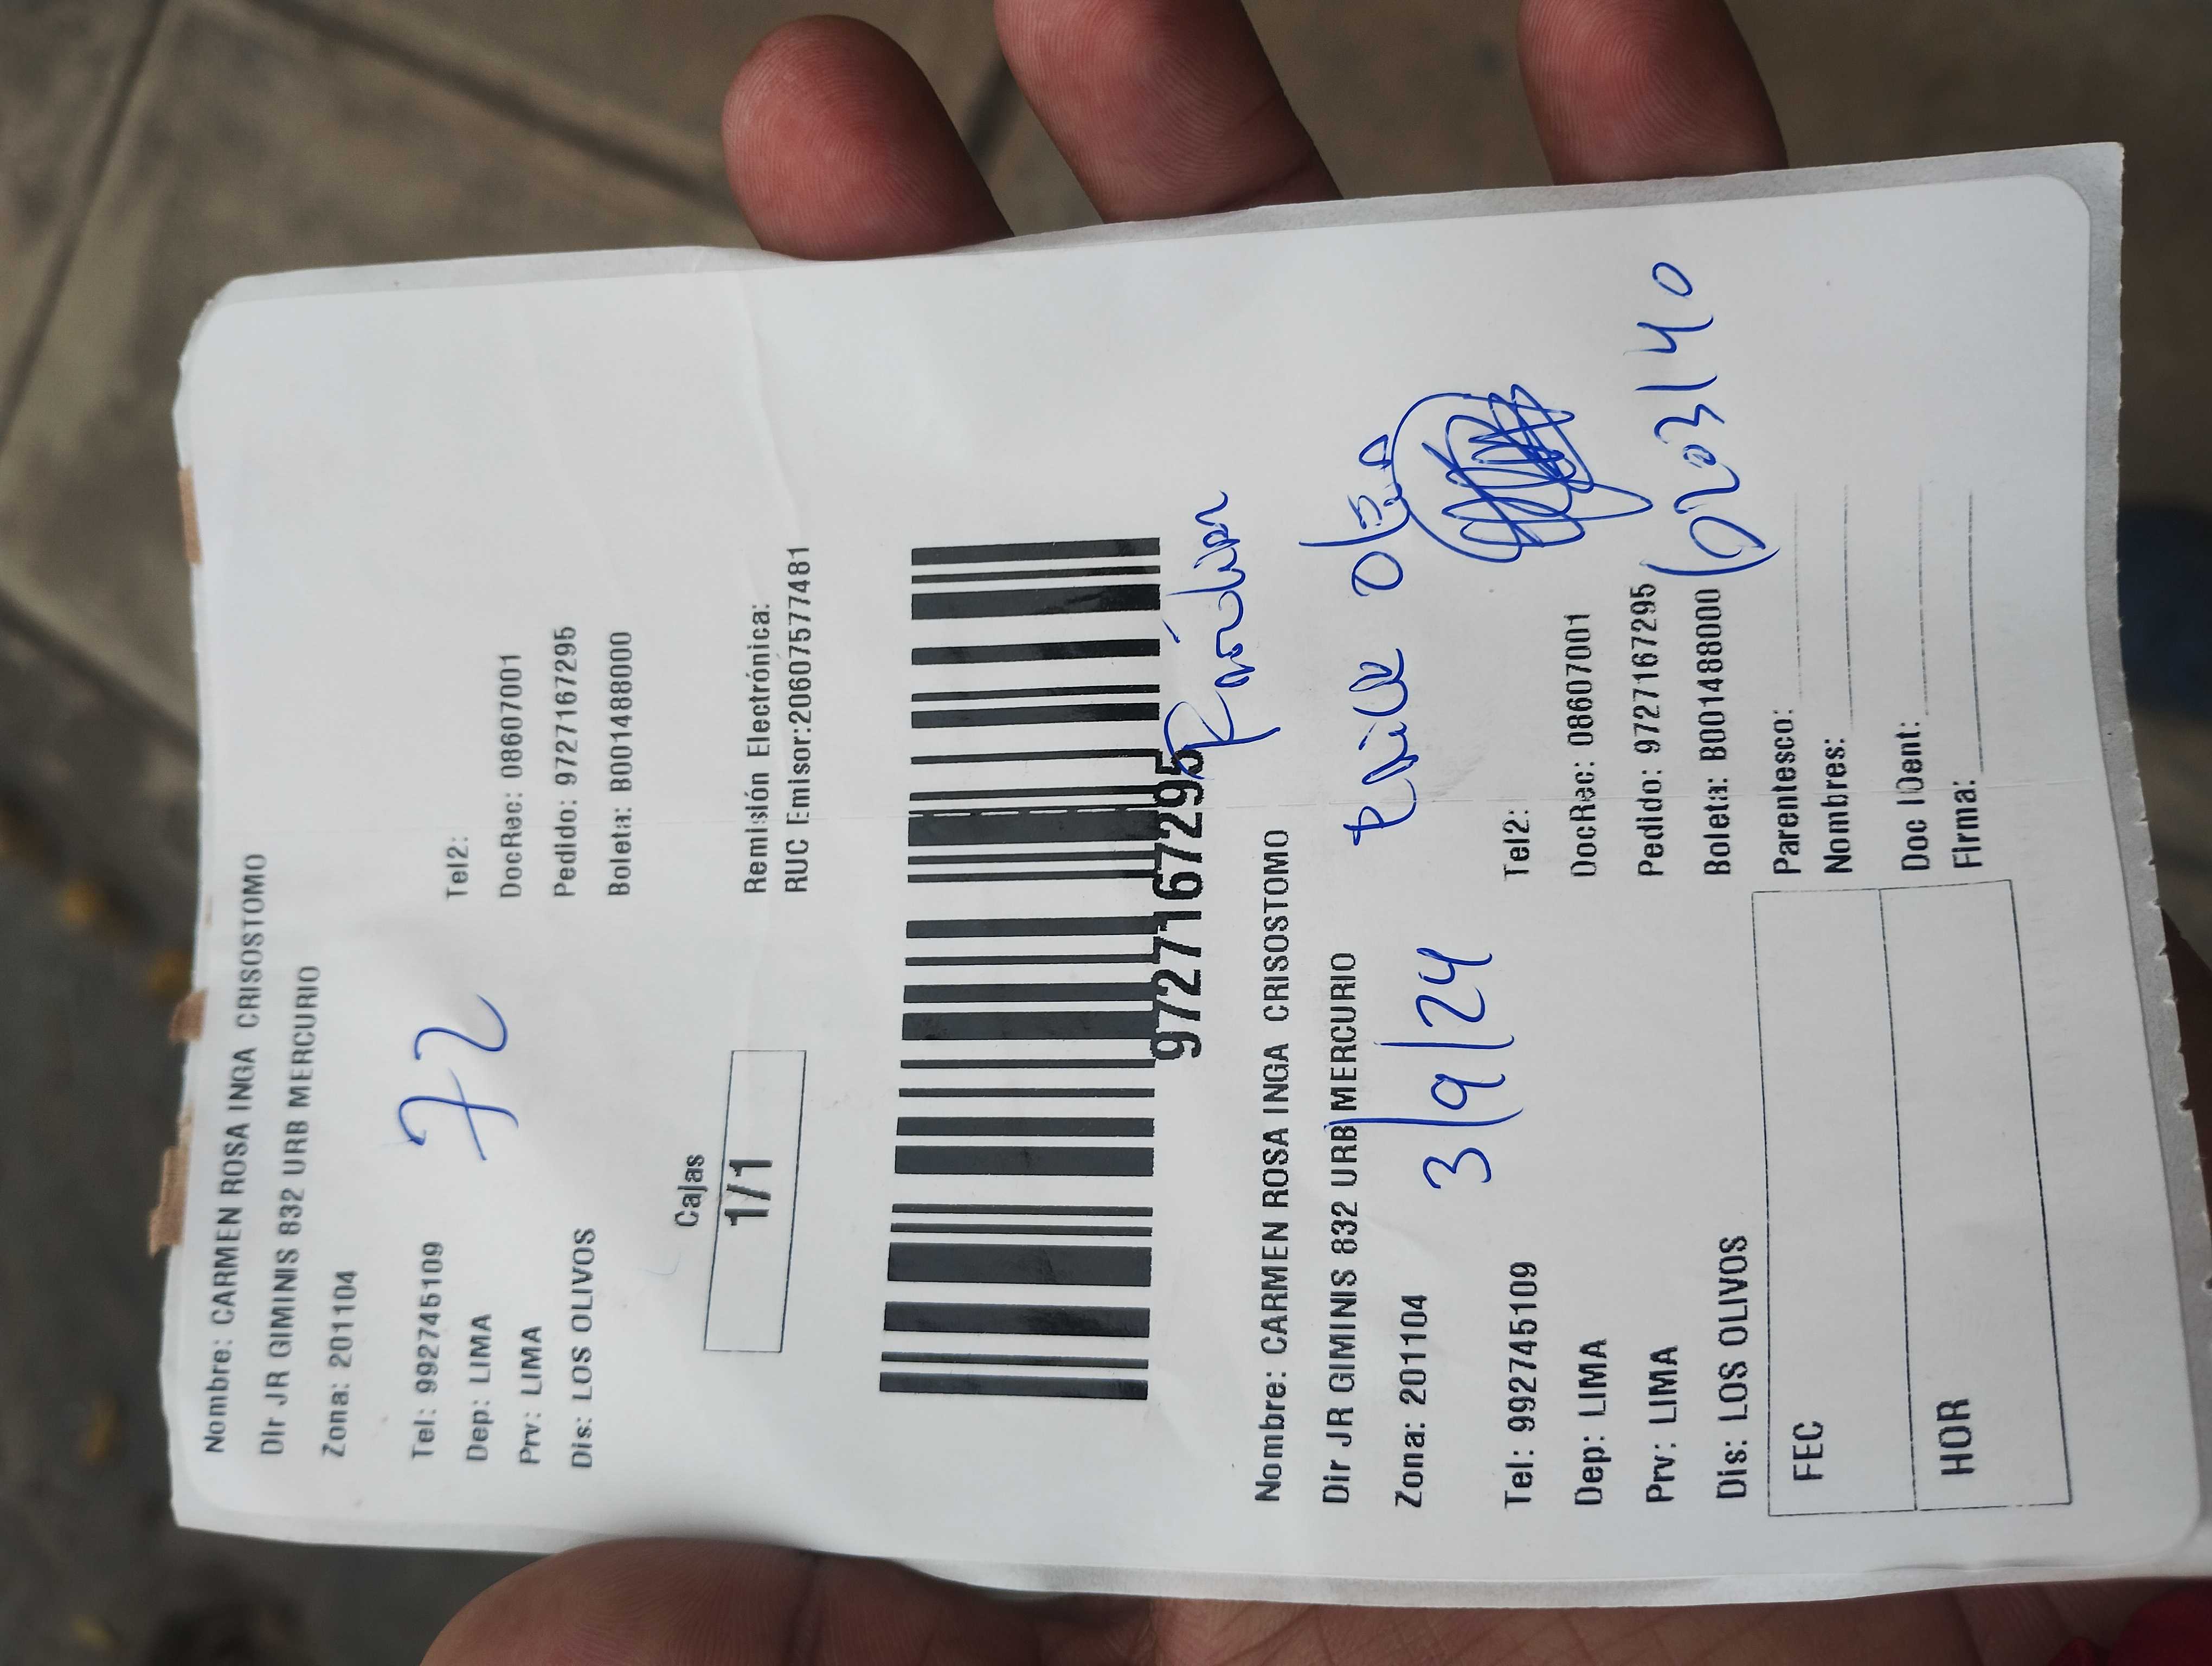 Nombre: CARMEN ROSA INGA CRISOSTOMO
Dir JR GIMINIS 832 URB MERCURIO
Zona: 201104
72
Tel: 992745109 Tel2:
Dep: LIMA DocRec: 08607001
Prv: LIMA Pedido: 9727167295
Dis: LOS OLIVOS Boleta: B001488000
Cajas
1/1
Remisión Electrónica:
RUC Emisor:20607577481
9727167295
Nombre: CARMEN ROSA INGA CRISOSTOMO
Dir JR GIMINIS 832 URB MERCURIO
Zona: 201104
3/9/24
Tel: 992745109 Tel2:
Dep: LIMA DocRec: 08607001
Prv: LIMA Pedido: 9727167295
Dis: LOS OLIVOS Boleta: B001488000
FEC
HOR
Parentesco:
Nombres:
Doc IDent:
Firma: